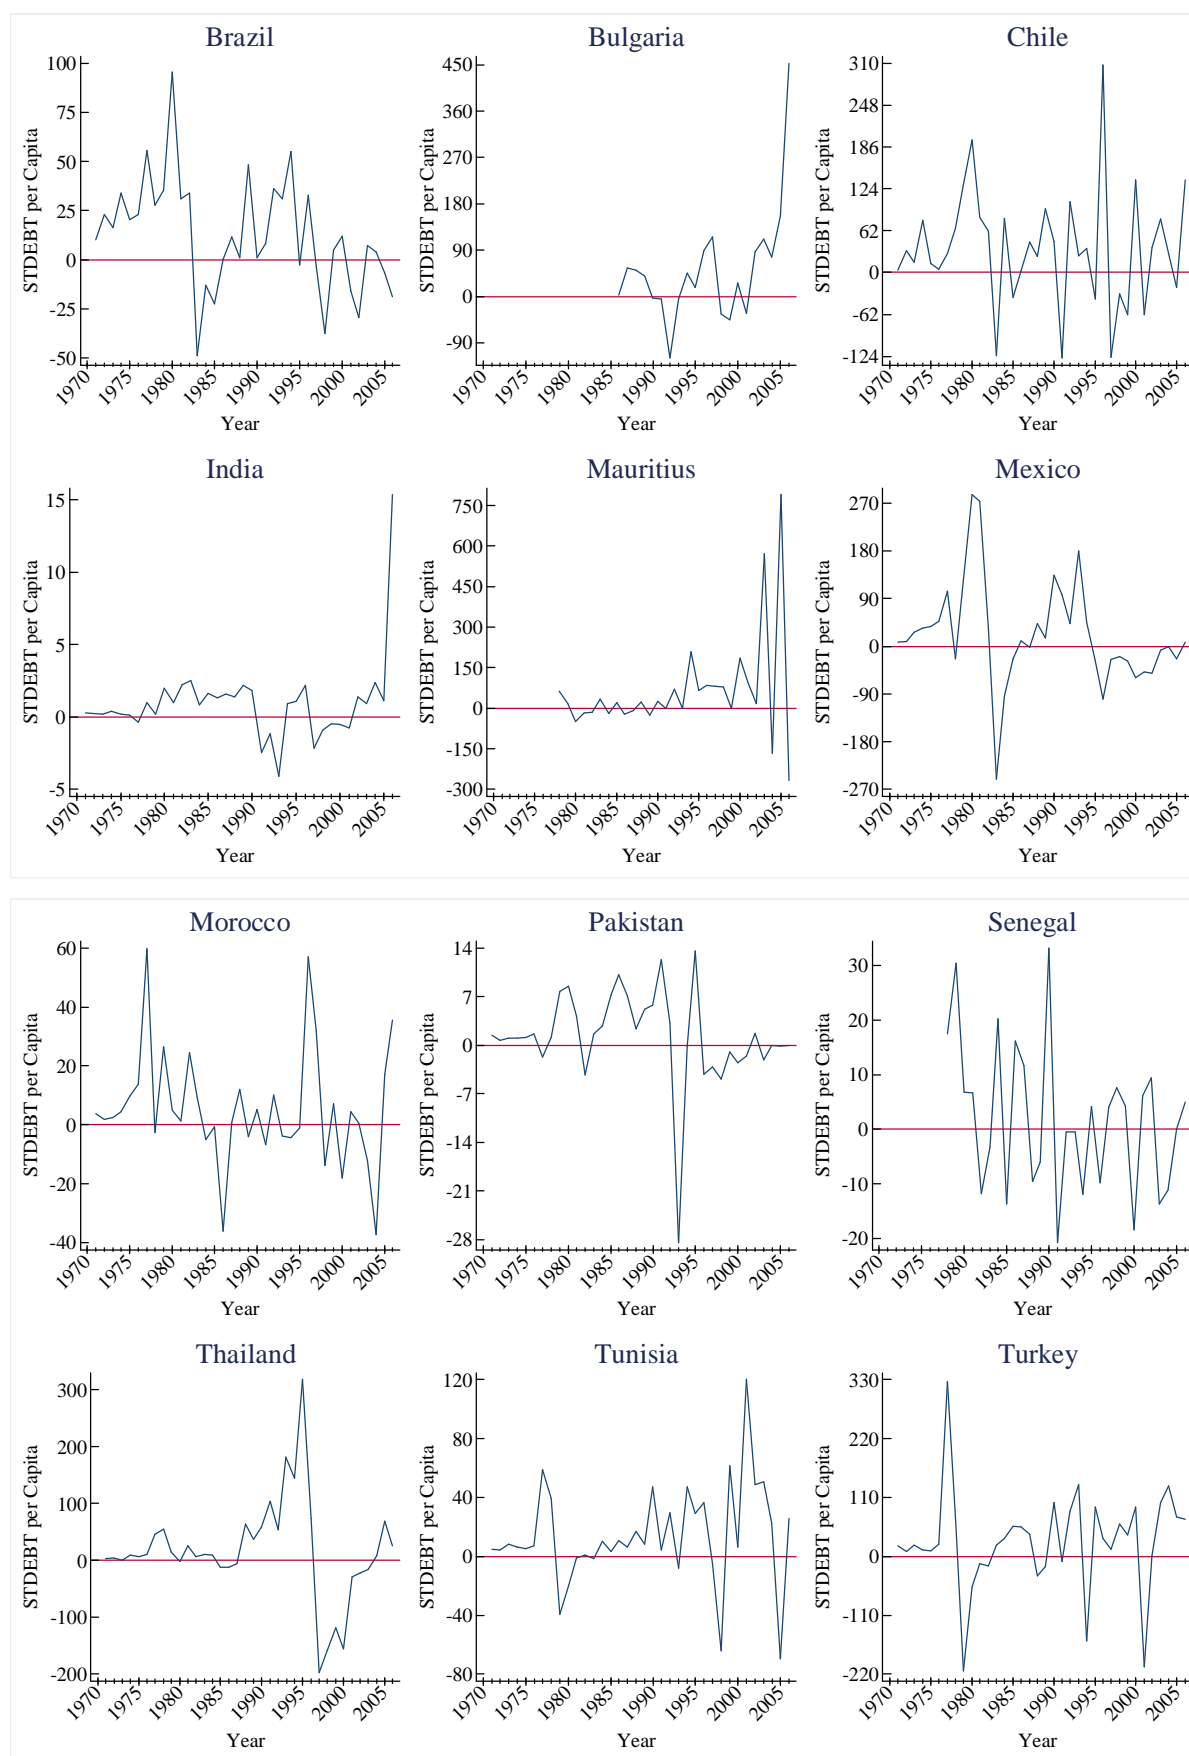 Brazil
STDEBT per Capita
100
75
50
25
0
-25
-50
1970 1975 1980 1985 1990 1995 2000 2005
Year
Bulgaria
STDEBT per Capita
450
360
270
180
90
0
-90
1970 1975 1980 1985 1990 1995 2000 2005
Year
Chile
STDEBT per Capita
310
248
186
124
62
0
-62
-124
1970 1975 1980 1985 1990 1995 2000 2005
Year
India
STDEBT per Capita
15
10
5
0
-5
1970 1975 1980 1985 1990 1995 2000 2005
Year
Mauritius
STDEBT per Capita
750
600
450
300
150
0
-150
-300
1970 1975 1980 1985 1990 1995 2000 2005
Year
Mexico
STDEBT per Capita
270
180
90
0
-90
-180
-270
1970 1975 1980 1985 1990 1995 2000 2005
Year
Morocco
STDEBT per Capita
60
40
20
0
-20
-40
1970 1975 1980 1985 1990 1995 2000 2005
Year
Pakistan
STDEBT per Capita
14
7
0
-7
-14
-21
-28
1970 1975 1980 1985 1990 1995 2000 2005
Year
Senegal
STDEBT per Capita
30
20
10
0
-10
-20
1970 1975 1980 1985 1990 1995 2000 2005
Year
Thailand
STDEBT per Capita
300
200
100
0
-100
-200
1970 1975 1980 1985 1990 1995 2000 2005
Year
Tunisia
STDEBT per Capita
120
80
40
0
-40
-80
1970 1975 1980 1985 1990 1995 2000 2005
Year
Turkey
STDEBT per Capita
330
220
110
0
-110
-220
1970 1975 1980 1985 1990 1995 2000 2005
Year